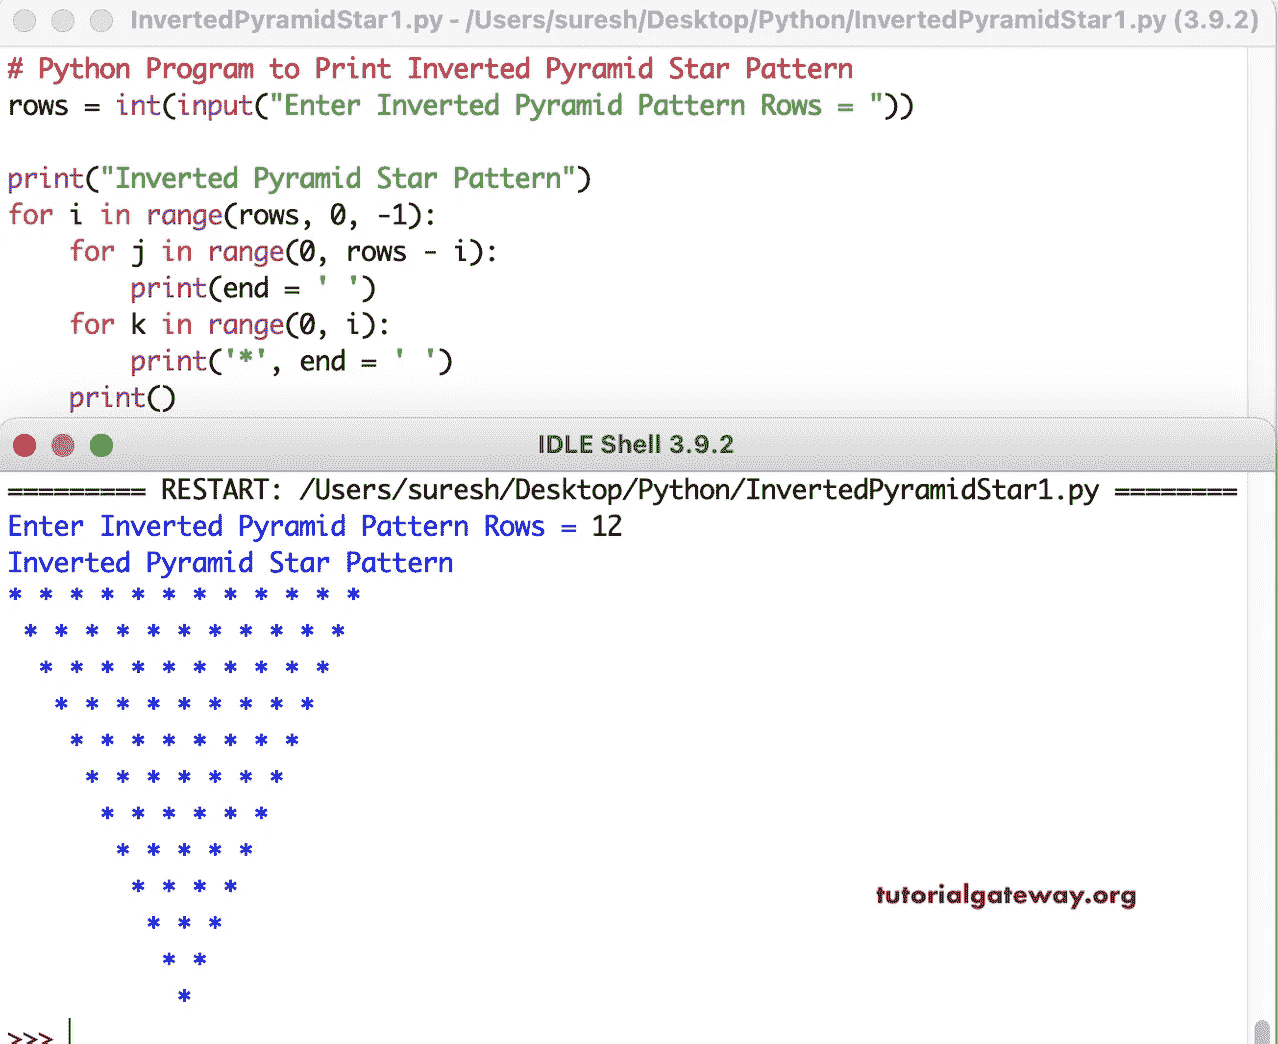 InvertedPyramidStar1.py - /Users/suresh/Desktop/Python/InvertedPyramidStar1.py (3.9.2)
# Python Program to Print Inverted Pyramid Star Pattern
rows = int(input("Enter Inverted Pyramid Pattern Rows = "))

print("Inverted Pyramid Star Pattern")
for i in range(rows, 0, -1):
    for j in range(0, rows - i):
        print(end = ' ')
    for k in range(0, i):
        print('*', end = ' ')
    print()
IDLE Shell 3.9.2
========= RESTART: /Users/suresh/Desktop/Python/InvertedPyramidStar1.py ========
Enter Inverted Pyramid Pattern Rows = 12
Inverted Pyramid Star Pattern
* * * * * * * * * * * *
 * * * * * * * * * * *
  * * * * * * * * * *
   * * * * * * * * *
    * * * * * * * *
     * * * * * * *
      * * * * * *
       * * * * *
        * * * *
         * * *
          * *
           *
tutorialgateway.org
>>>